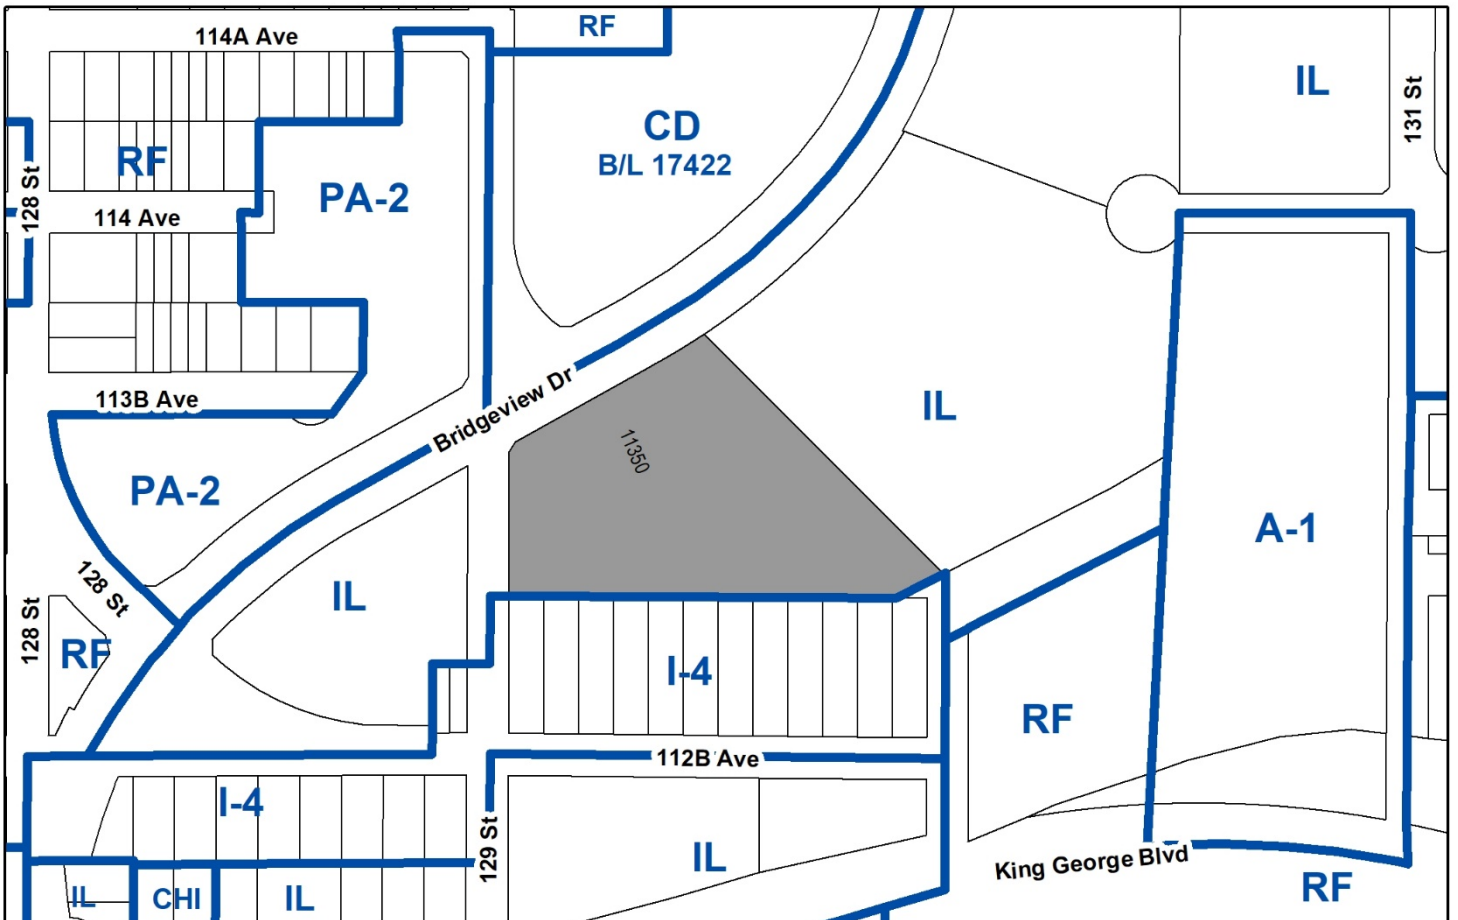 114A Ave
RF
IL
131 St
CD
B/L 17422
RF
PA-2
128 St
114 Ave
113B Ave
Bridgeview Dr
IL
11350
PA-2
A-1
128 St
IL
128 St
RF
I-4
RF
112B Ave
I-4
129 St
IL
King George Blvd
RF
IL
CHI
IL